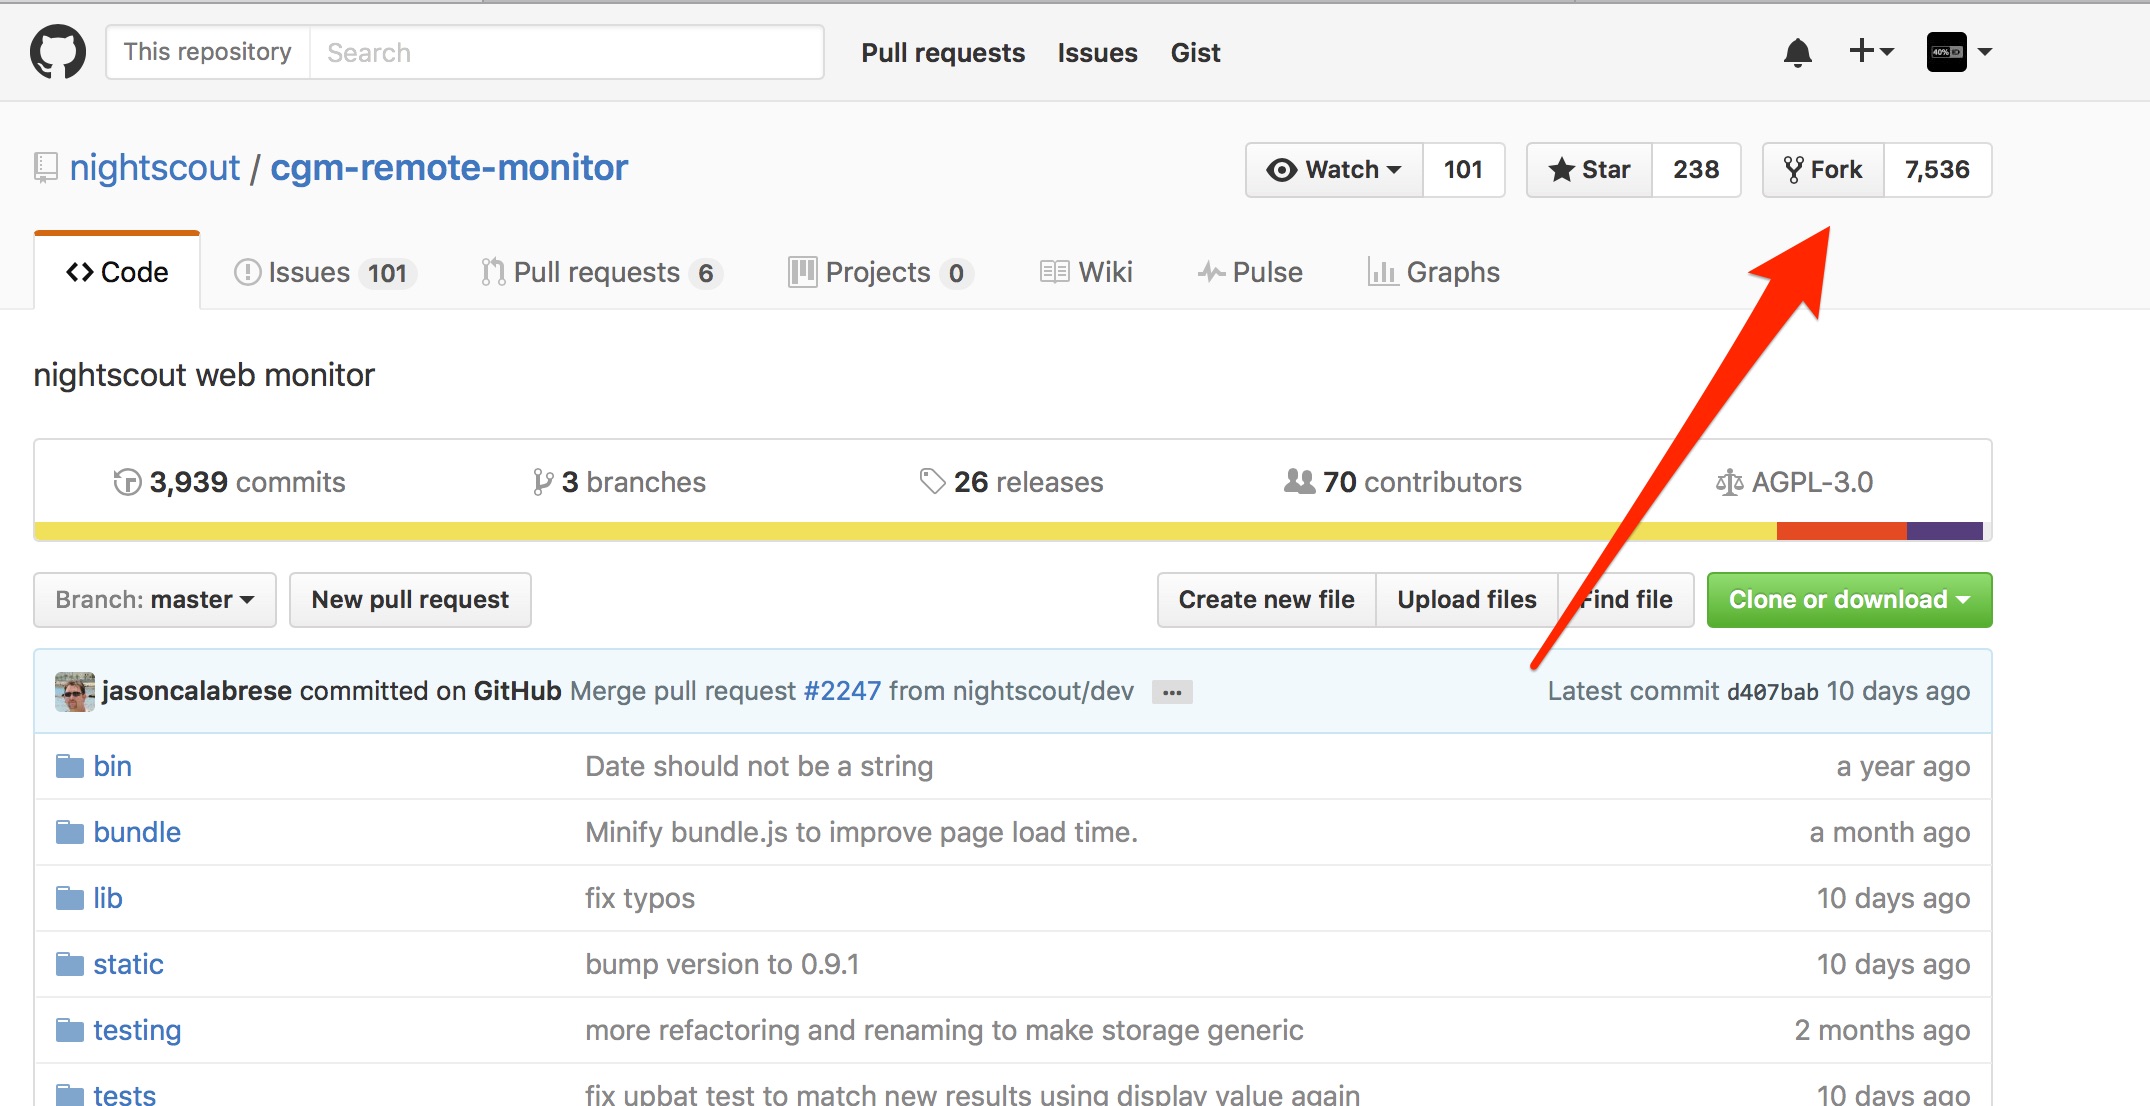 This repository Search Pull requests Issues Gist 40%
nightscout / cgm-remote-monitor Watch 101 Star 238 Fork 7,536
Code Issues 101 Pull requests 6 Projects 0 Wiki Pulse Graphs
nightscout web monitor
3,939 commits 3 branches 26 releases 70 contributors AGPL-3.0
Branch: master New pull request Create new file Upload files Find file Clone or download
jasoncalabrese committed on GitHub Merge pull request #2247 from nightscout/dev ... Latest commit d407bab 10 days ago
bin Date should not be a string a year ago
bundle Minify bundle.js to improve page load time. a month ago
lib fix typos 10 days ago
static bump version to 0.9.1 10 days ago
testing more refactoring and renaming to make storage generic 2 months ago
tests fix upbat test to match new results using display value again 10 days ago